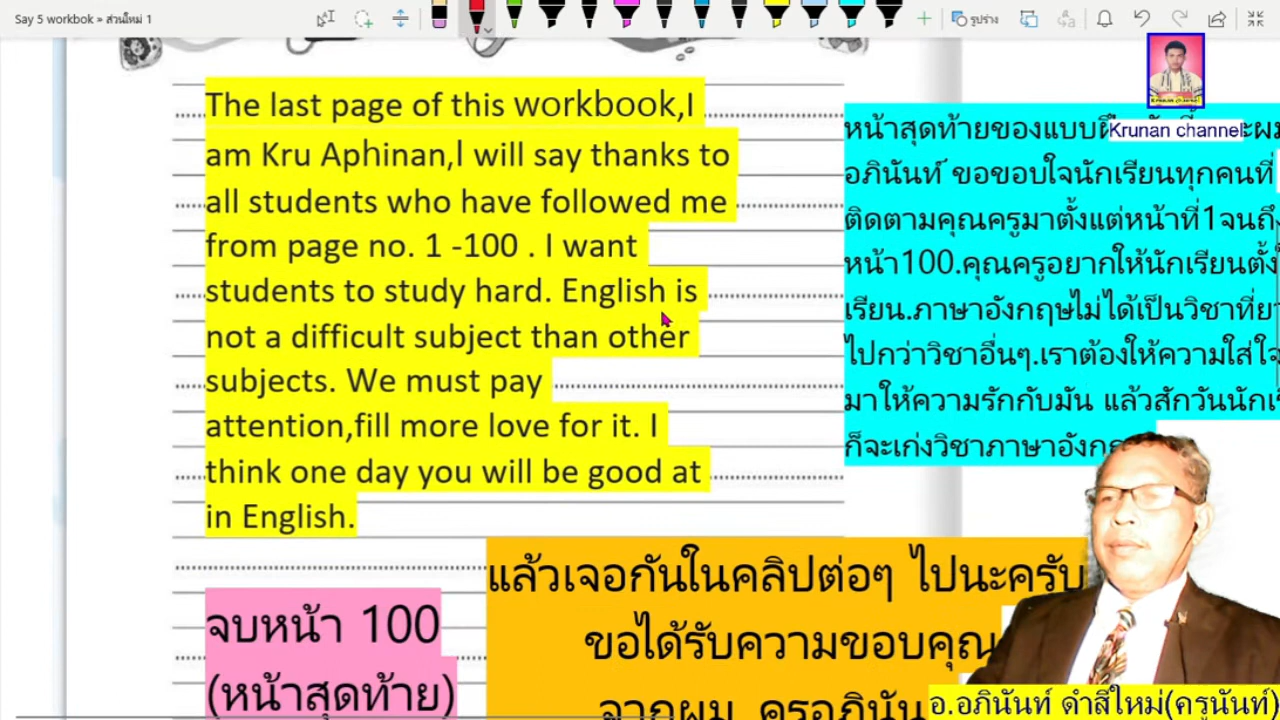 Say 5 workbok » ส่วนใหม่ 1
รูปร่าง
The last page of this workbook,I
am Kru Aphinan,I will say thanks to
all students who have followed me
from page no. 1 -100 . I want
students to study hard. English is
not a difficult subject than other
subjects. We must pay
attention,fill more love for it. I
think one day you will be good at
in English.
Krunan channel
หน้าสุดท้ายของแบบ
อภินันท์ ขอขอบใจนักเรียนทุกคนที่
ติดตามคุณครูมาตั้งแต่หน้าที่1จนถึง
หน้า100.คุณครูอยากให้นักเรียนตั้ง
เรียน.ภาษาอังกฤษไม่ได้เป็นวิชาที่
ไปกว่าวิชาอื่นๆ.เราต้องให้ความใส่ใจ
มาให้ความรักกับมัน แล้วสักวัน
ก็จะเก่งวิชา
จบหน้า 100
(หน้าสุดท้าย)
แล้วเจอกันในคลิปต่อๆ ไปนะครับ
ขอได้รับความขอบคุณ
จากผม
อ.อภินันท์ ดำสีใหม่(ครูนันท์)